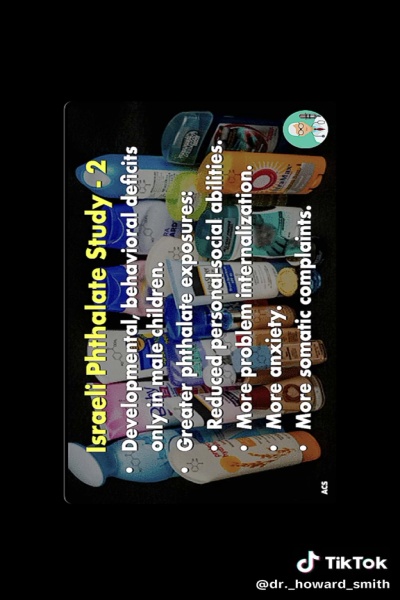 Israeli Phthalate Study - 2
• Developmental, behavioral deficits
only in male children.
• Greater phthalate exposures:
• Reduced personal-social abilities.
• More problem internalization.
• More anxiety.
• More somatic complaints.
ACS
TikTok
@dr._howard_smith